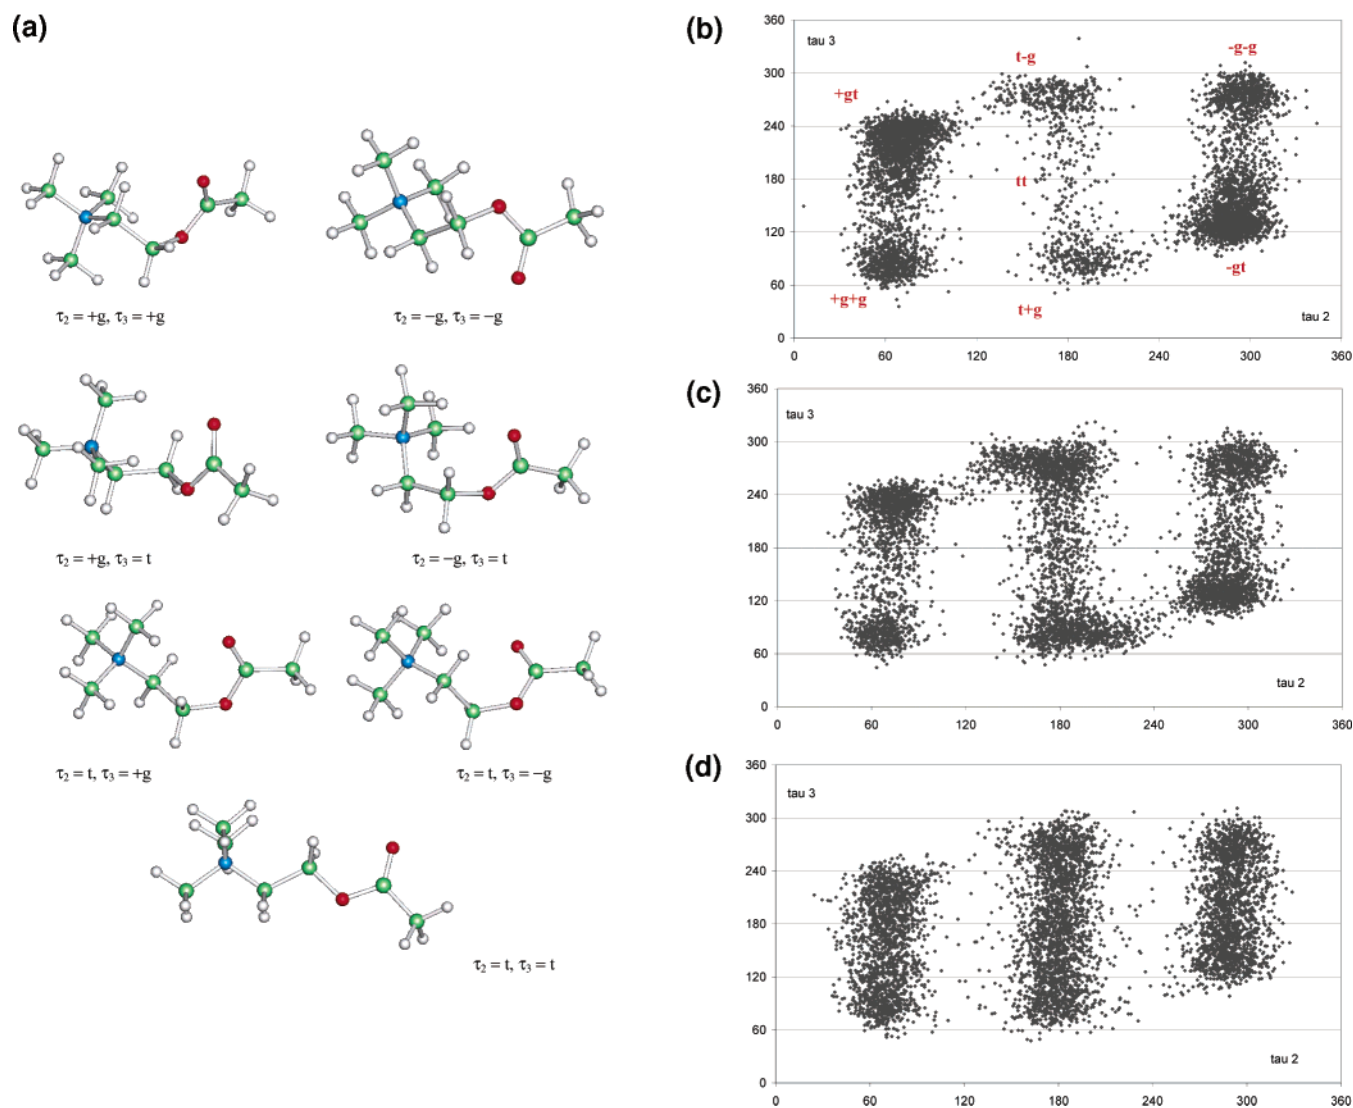 (a)
τ2 = +g, τ3 = +g
τ2 = −g, τ3 = −g
τ2 = +g, τ3 = t
τ2 = −g, τ3 = t
τ2 = t, τ3 = +g
τ2 = t, τ3 = −g
τ2 = t, τ3 = t
(b)
360
tau 3
t-g
-g-g
300
+gt
240
180
tt
120
-gt
60
+g+g
t+g
tau 2
0
0 60 120 180 240 300 360
(c)
360
tau 3
300
240
180
120
60
tau 2
0
0 60 120 180 240 300 360
(d)
360
tau 3
300
240
180
120
60
tau 2
0
0 60 120 180 240 300 360